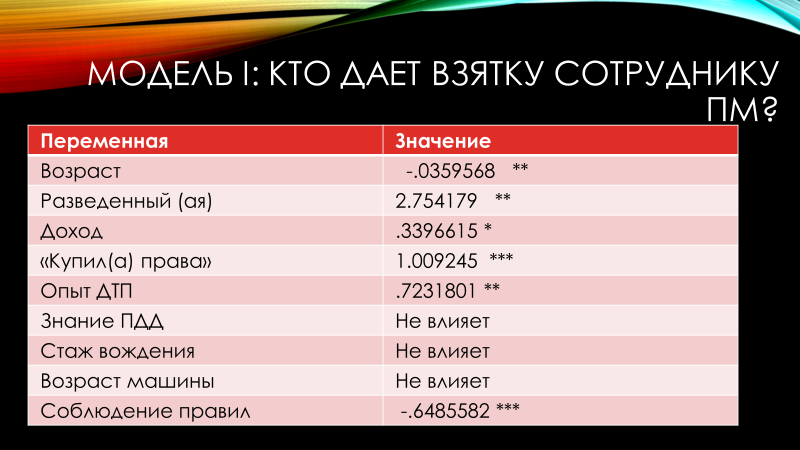 МОДЕЛЬ I: КТО ДАЕТ ВЗЯТКУ СОТРУДНИКУ
ПМ?
Переменная Значение
Возраст -.0359568 **
Разведенный (ая) 2.754179 **
Доход .3396615 *
«Купил(а) права» 1.009245 ***
Опыт ДТП .7231801 **
Знание ПДД Не влияет
Стаж вождения Не влияет
Возраст машины Не влияет
Соблюдение правил -.6485582 ***